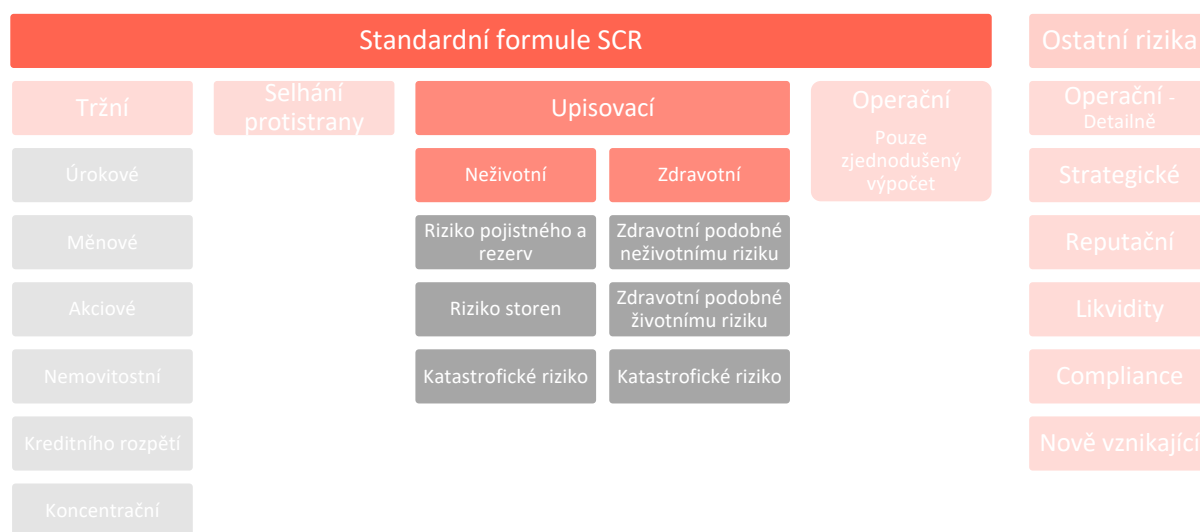 Standardní formule SCR
Ostatní rizika
Tržní
Selhání
protistrany
Upisovací
Operační
Pouze
zjednodušený
výpočet
Operační -
Detailně
Úrokové
Neživotní
Zdravotní
Strategické
Měnové
Riziko pojistného a
rezerv
Zdravotní podobné
neživotnímu riziku
Reputační
Akciové
Riziko storen
Zdravotní podobné
životnímu riziku
Likvidity
Nemovitostní
Katastrofické riziko
Katastrofické riziko
Compliance
Kreditního rozpětí
Nově vznikající
Koncentrační